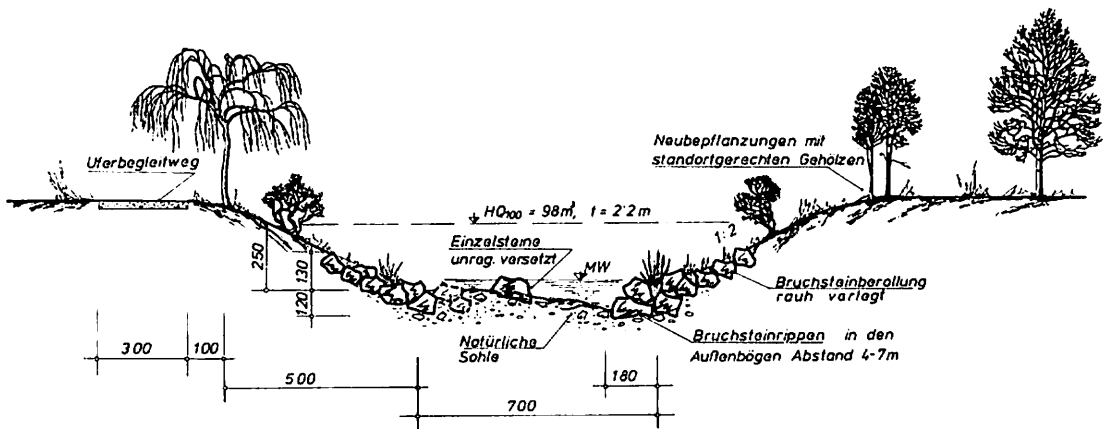 Uferbegleitweg
Neubepflanzungen mit
standortgerechten Gehölzen
HQ₁₀₀ = 98m³, t = 2'2m
1:2
Einzelsteine
unreg. versetzt
MW
250
130
120
Bruchsteinberollung
rauh verlegt
Natürliche
Sohle
Bruchsteinrippen in den
Außenbögen Abstand 4-7m
300
100
500
180
700